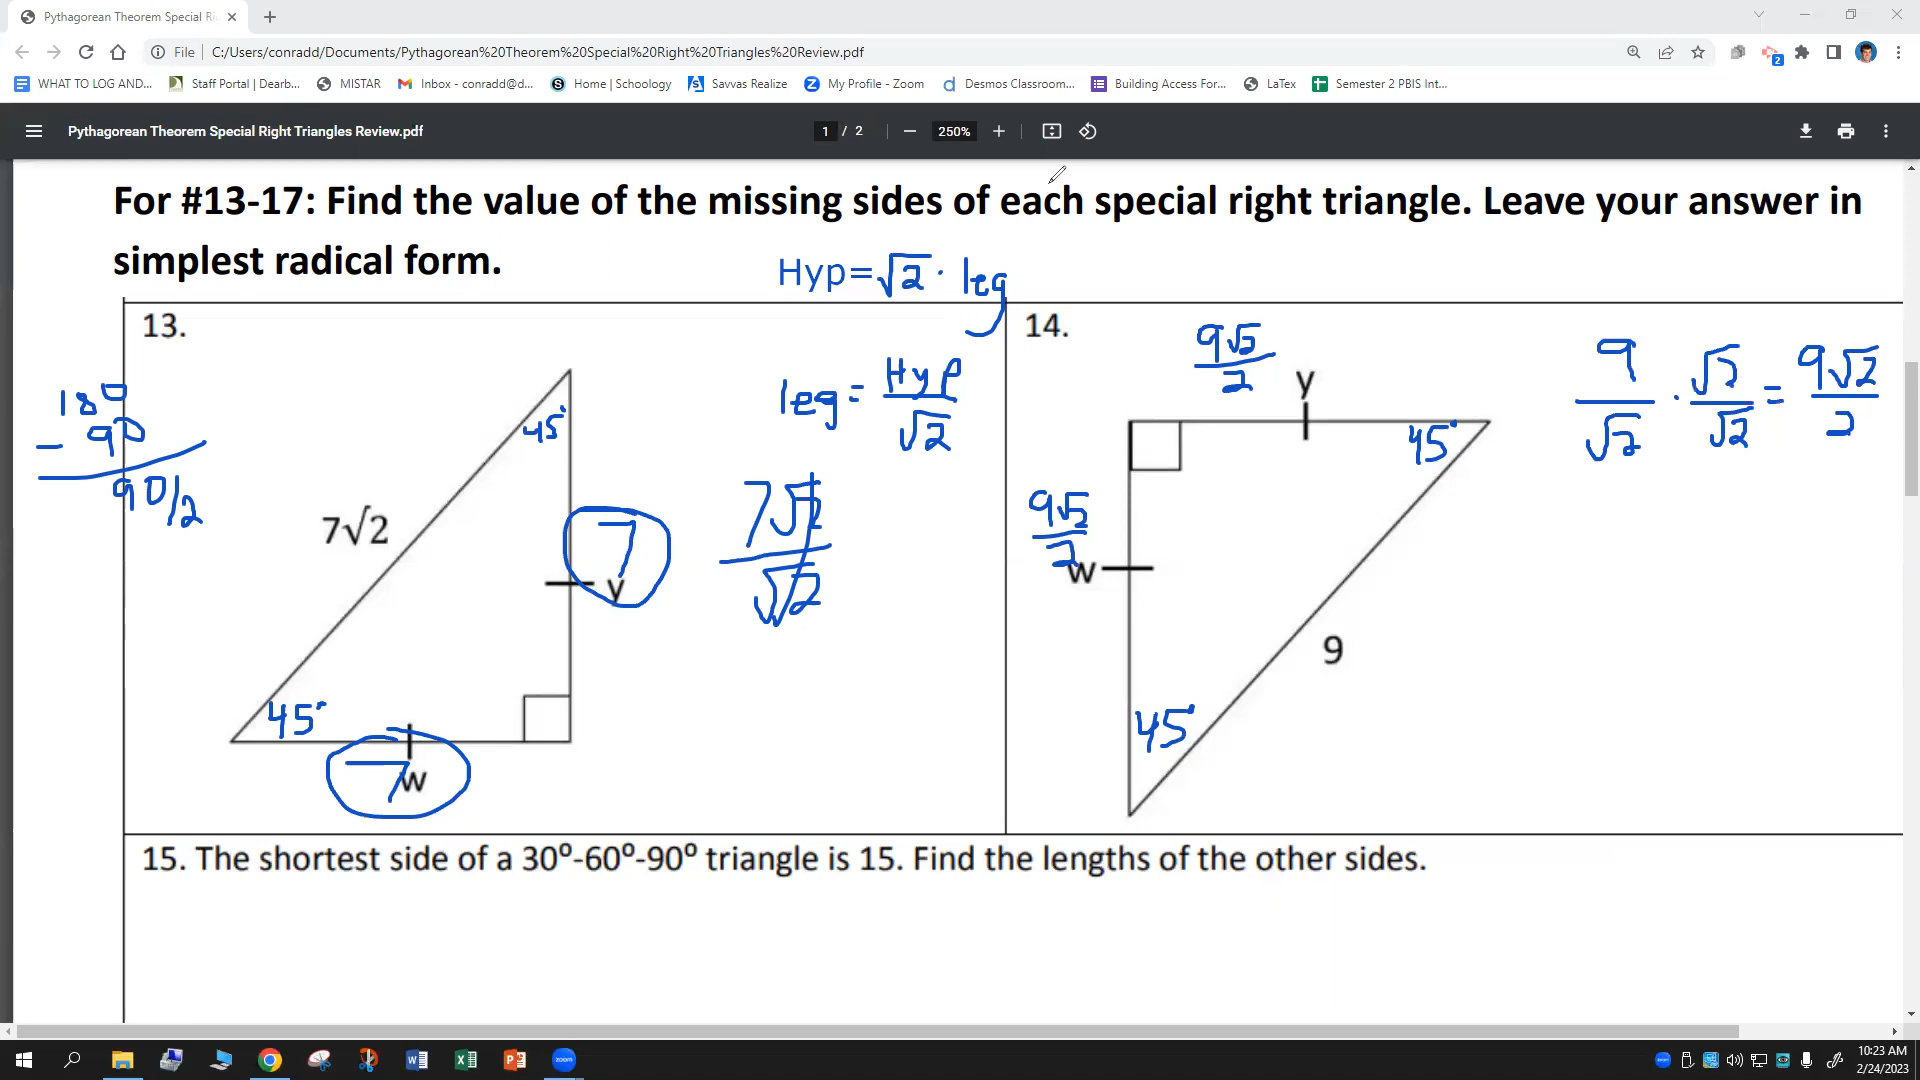 Pythagorean Theorem Special Ri
File C:/Users/conradd/Documents/Pythagorean%20Theorem%20Special%20Right%20Triangles%20Review.pdf
2
WHAT TO LOG AND... Staff Portal | Dearb... MISTAR Inbox - conradd@d... Home | Schoology Savvas Realize My Profile - Zoom Desmos Classroom... Building Access For... LaTex Semester 2 PBIS Int...
Pythagorean Theorem Special Right Triangles Review.pdf 1 / 2 250%
For #13-17: Find the value of the missing sides of each special right triangle. Leave your answer in
simplest radical form.
Hyp=√2 · leg
13.
180
- 90
90/2
45°
7√2
7
y
45°
7
w
leg = Hyp/√2
7√2/√2
14.
9√2/2
y
45°
9√2/2
w
9
45°
9/√2 · √2/√2 = 9√2/2
15. The shortest side of a 30º-60º-90º triangle is 15. Find the lengths of the other sides.
zoom
10:23 AM
2/24/2023